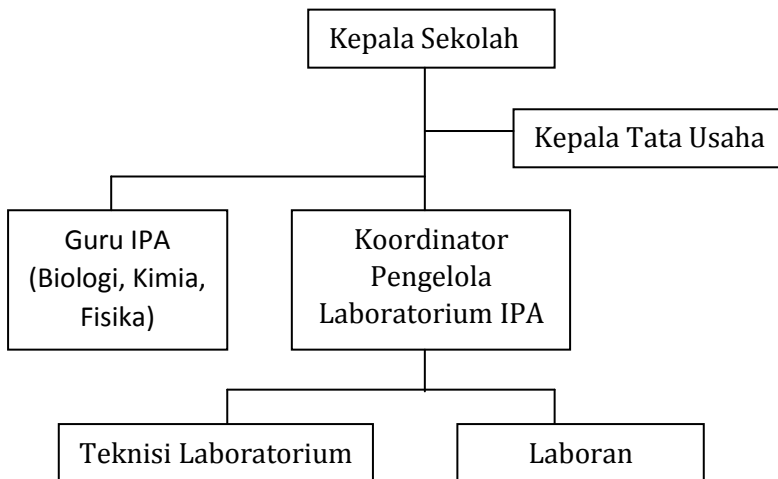 Kepala Sekolah
Kepala Tata Usaha
Guru IPA
(Biologi, Kimia,
Fisika)
Koordinator
Pengelola
Laboratorium IPA
Teknisi Laboratorium
Laboran